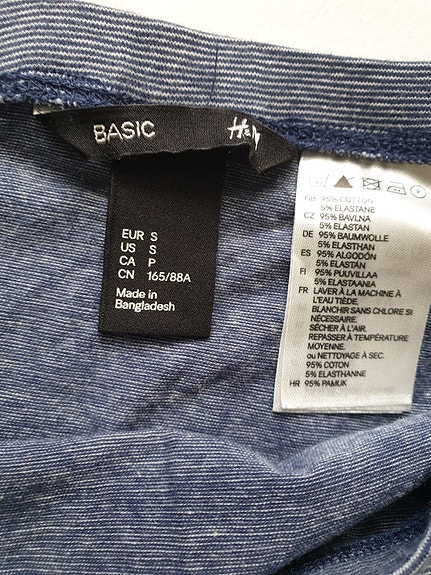 BASIC
H&M
EUR S
US S
CA P
CN 165/88A
Made in
Bangladesh
GB 95% COTTON
5% ELASTANE
CZ 95% BAVLNA
5% ELASTAN
DE 95% BAUMWOLLE
5% ELASTHAN
ES 95% ALGODÓN
5% ELASTÁN
FI 95% PUUVILLAA
5% ELASTAANIA
FR LAVER À LA MACHINE À
L'EAU TIÈDE.
BLANCHIR SANS CHLORE SI
NÉCESSAIRE.
SÉCHER À L'AIR.
REPASSER À TEMPÉRATURE
MOYENNE.
ou NETTOYAGE À SEC.
95% COTON
5% ELASTHANNE
HR 95% PAMUK